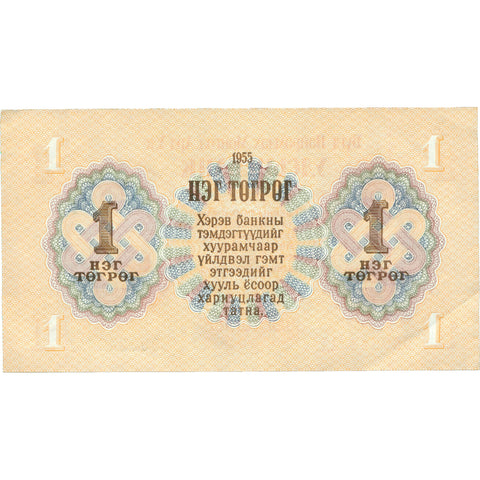 1 1
1955
НЭГ ТӨГРӨГ
Хэрэв банкны
тэмдэгтүүдийг
хуурамчаар
үйлдвэл гэмт
этгээдийг
хууль ёсоор
хариуцлагад
татна.
1
НЭГ
ТӨГРӨГ
1
НЭГ
ТӨГРӨГ
1 1